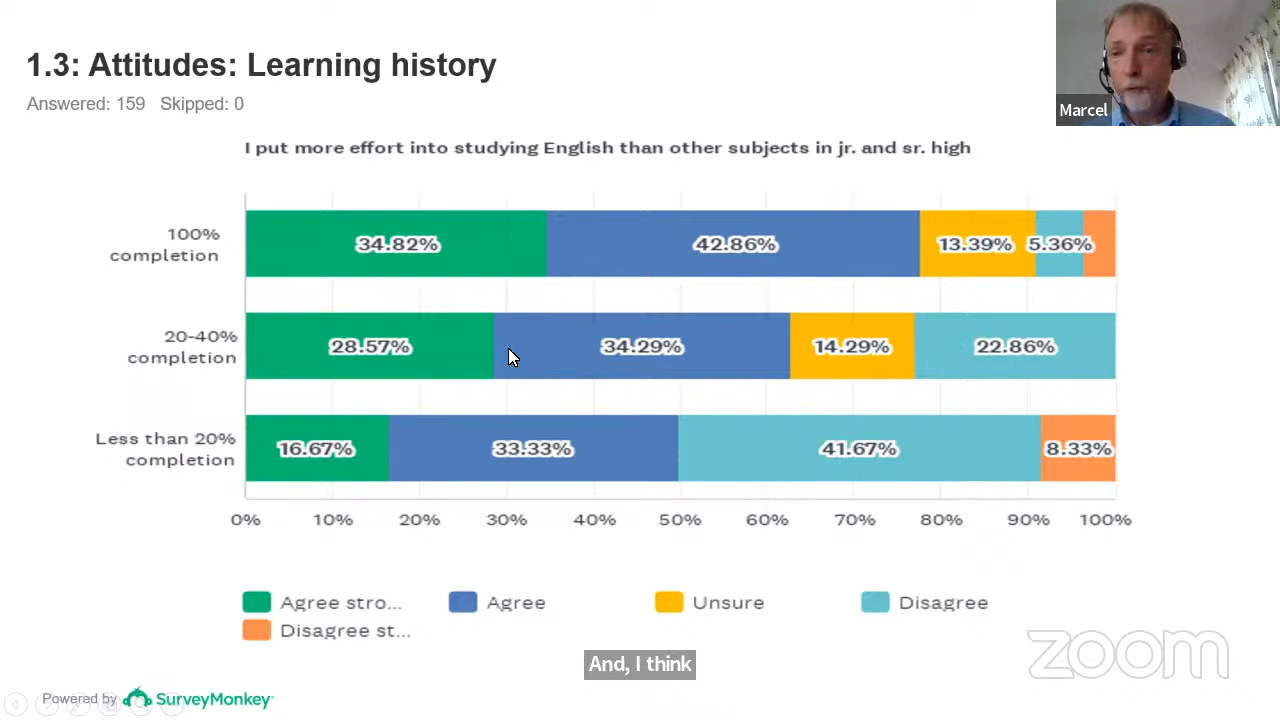 1.3: Attitudes: Learning history
Answered: 159 Skipped: 0
Marcel
I put more effort into studying English than other subjects in jr. and sr. high
100%
completion
34.82% 42.86% 13.39% 5.36%
20-40%
completion
28.57% 34.29% 14.29% 22.86%
Less than 20%
completion
16.67% 33.33% 41.67% 8.33%
0% 10% 20% 30% 40% 50% 60% 70% 80% 90% 100%
Agree stro... Agree Unsure Disagree
Disagree st...
zoom
And, I think
Powered by SurveyMonkey